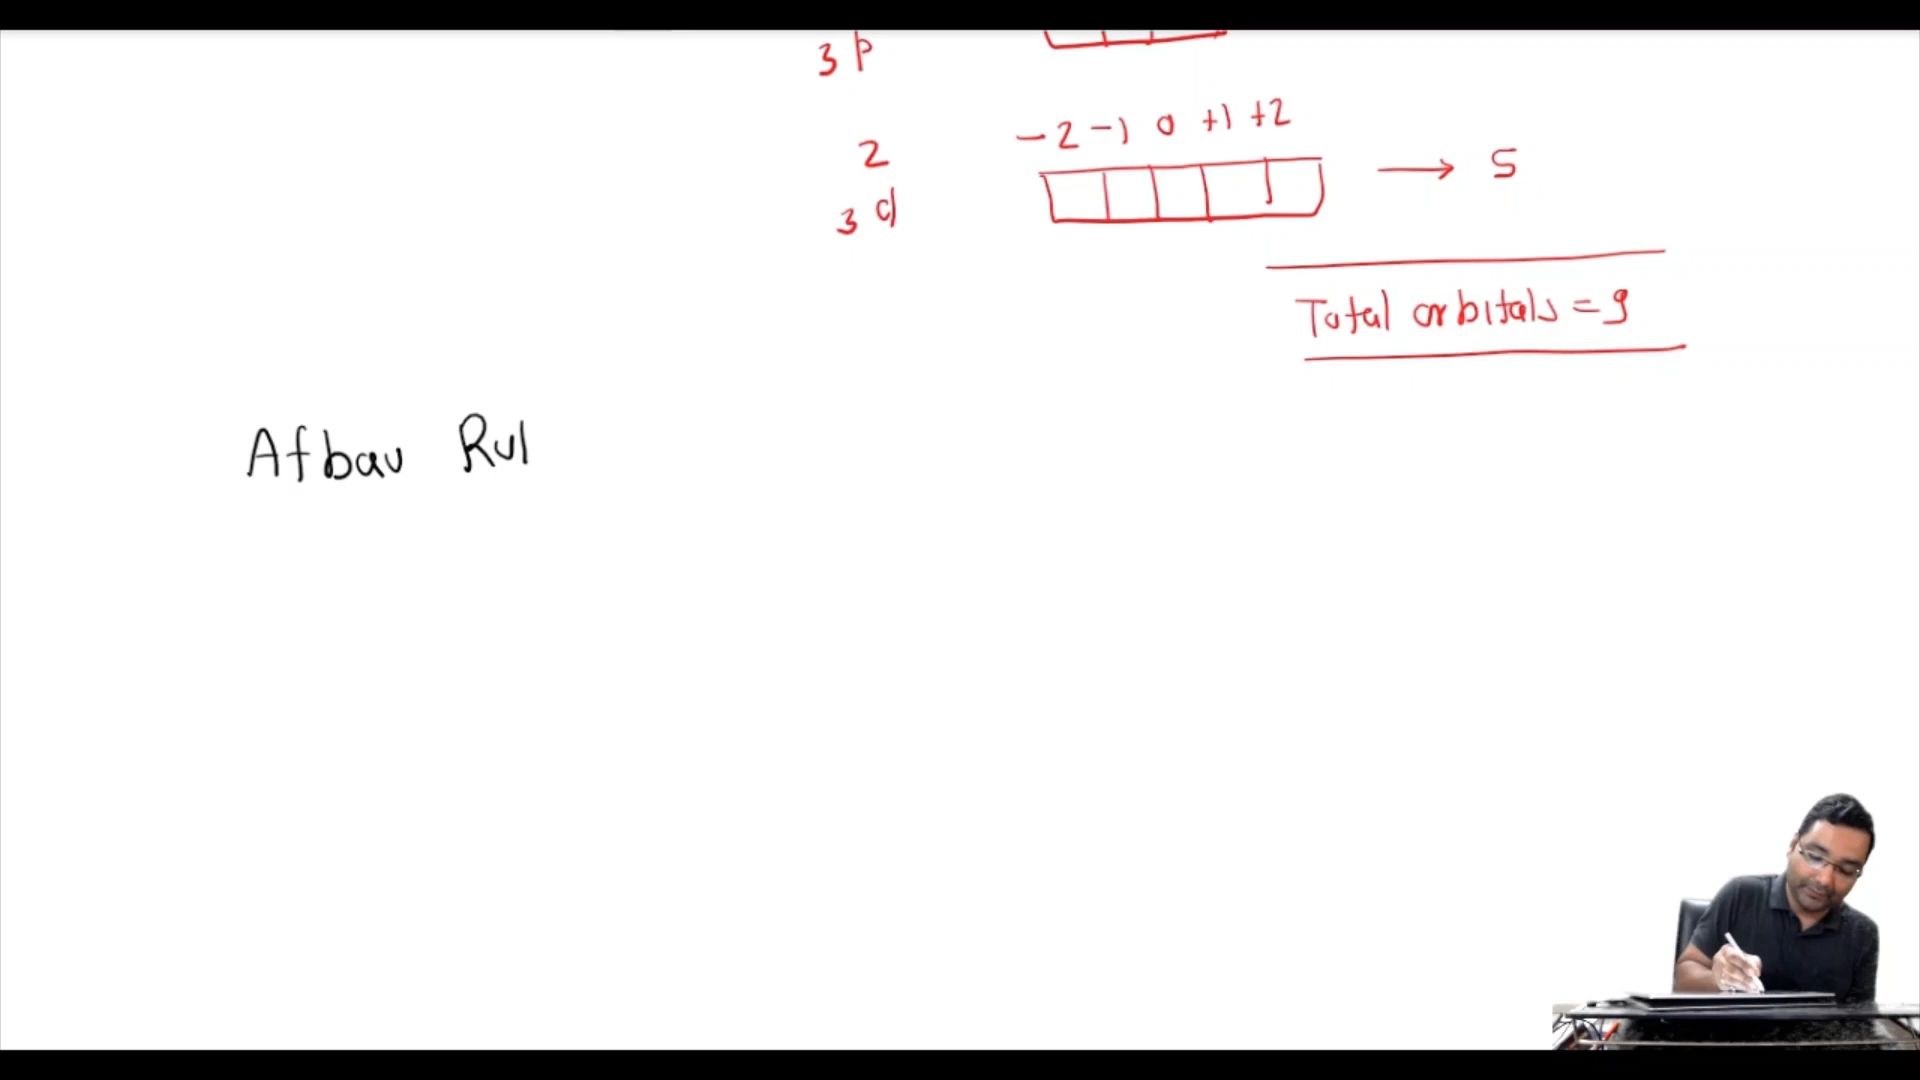 3 p
-2 -1 0 +1 +2
2 → 5
3 d
Total orbitals = 9
Afbau Rul